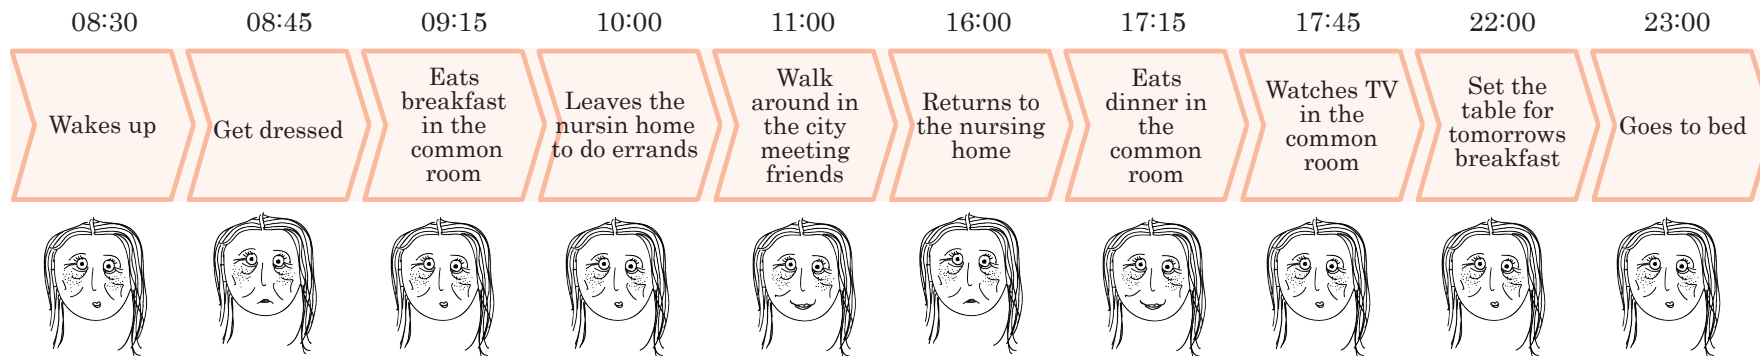 08:30
08:45
09:15
10:00
11:00
16:00
17:15
17:45
22:00
23:00
Wakes up
Get dressed
Eats
breakfast
in the
common
room
Leaves the
nursin home
to do errands
Walk
around in
the city
meeting
friends
Returns to
the nursing
home
Eats
dinner in
the
common
room
Watches TV
in the
common
room
Set the
table for
tomorrows
breakfast
Goes to bed